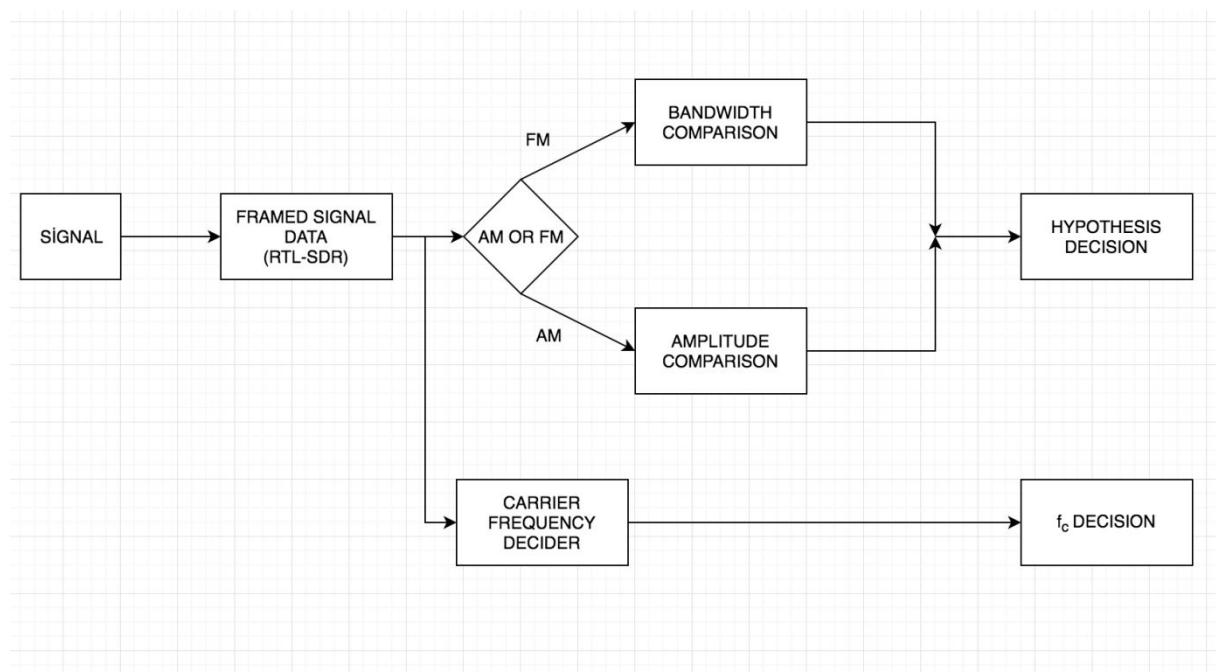 SİGNAL
FRAMED SIGNAL
DATA
(RTL-SDR)
AM OR FM
FM
AM
BANDWIDTH
COMPARISON
AMPLITUDE
COMPARISON
HYPOTHESIS
DECISION
CARRIER
FREQUENCY
DECIDER
fc DECISION